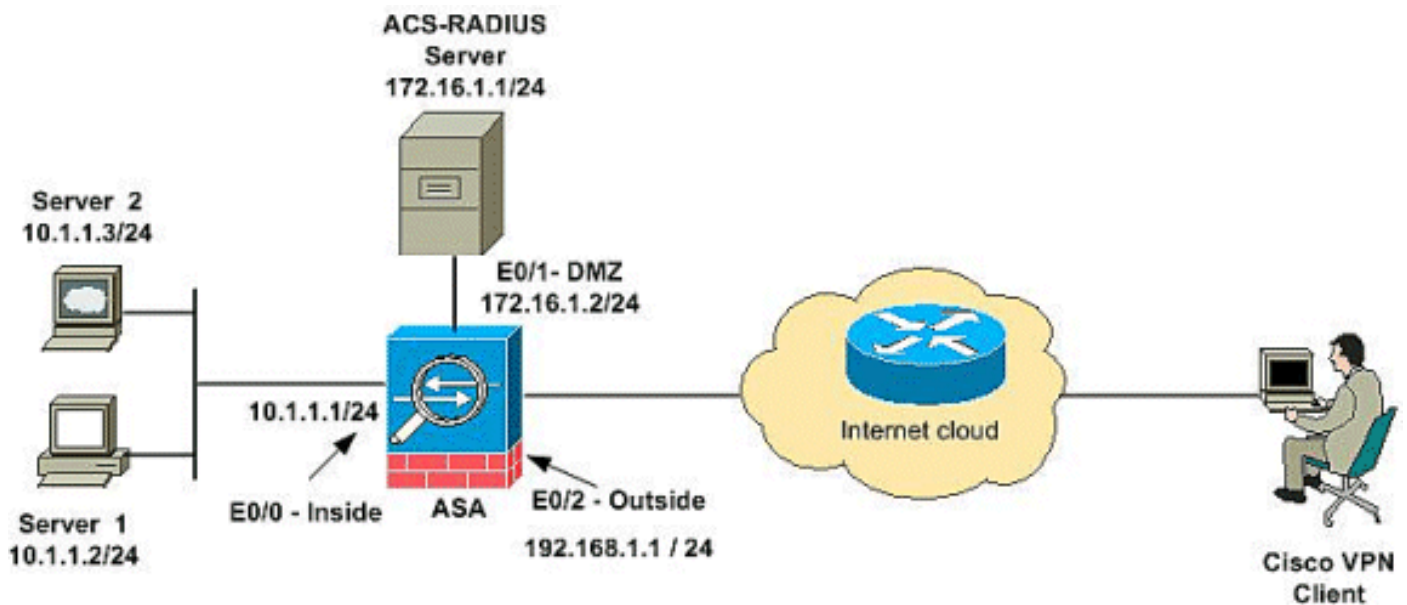 ACS-RADIUS
Server
172.16.1.1/24
Server 2
10.1.1.3/24
E0/1- DMZ
172.16.1.2/24
10.1.1.1/24
Internet cloud
E0/0 - Inside
ASA
E0/2 - Outside
192.168.1.1 / 24
Server 1
10.1.1.2/24
Cisco VPN
Client